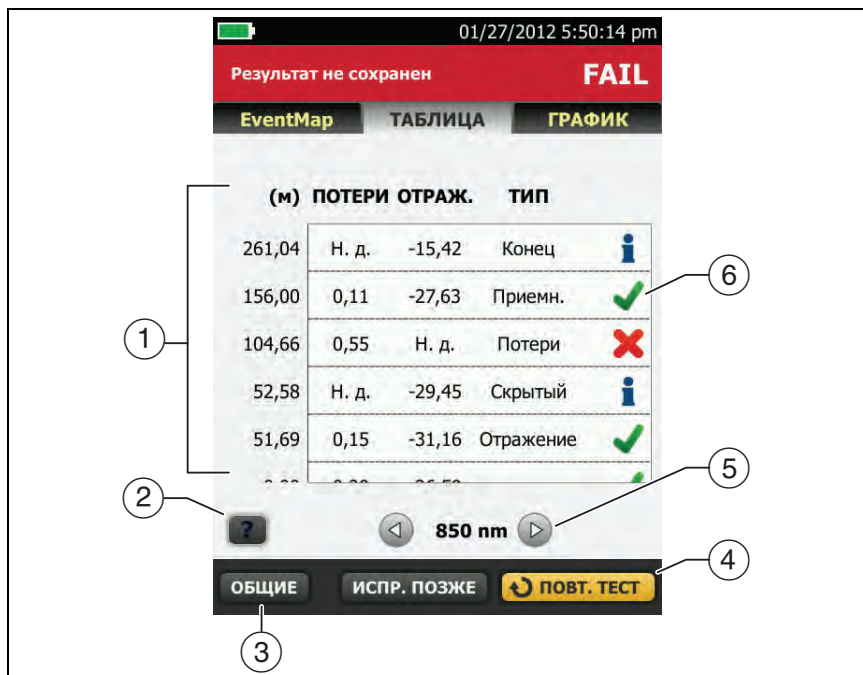 01/27/2012 5:50:14 pm
Результат не сохранен FAIL
EventMap ТАБЛИЦА ГРАФИК
(м) ПОТЕРИ ОТРАЖ. ТИП
261,04 Н. д. -15,42 Конец
156,00 0,11 -27,63 Приемн.
104,66 0,55 Н. д. Потери
52,58 Н. д. -29,45 Скрытый
51,69 0,15 -31,16 Отражение
? 850 nm
ОБЩИЕ ИСПР. ПОЗЖЕ ПОВТ. ТЕСТ
1
2
3
4
5
6